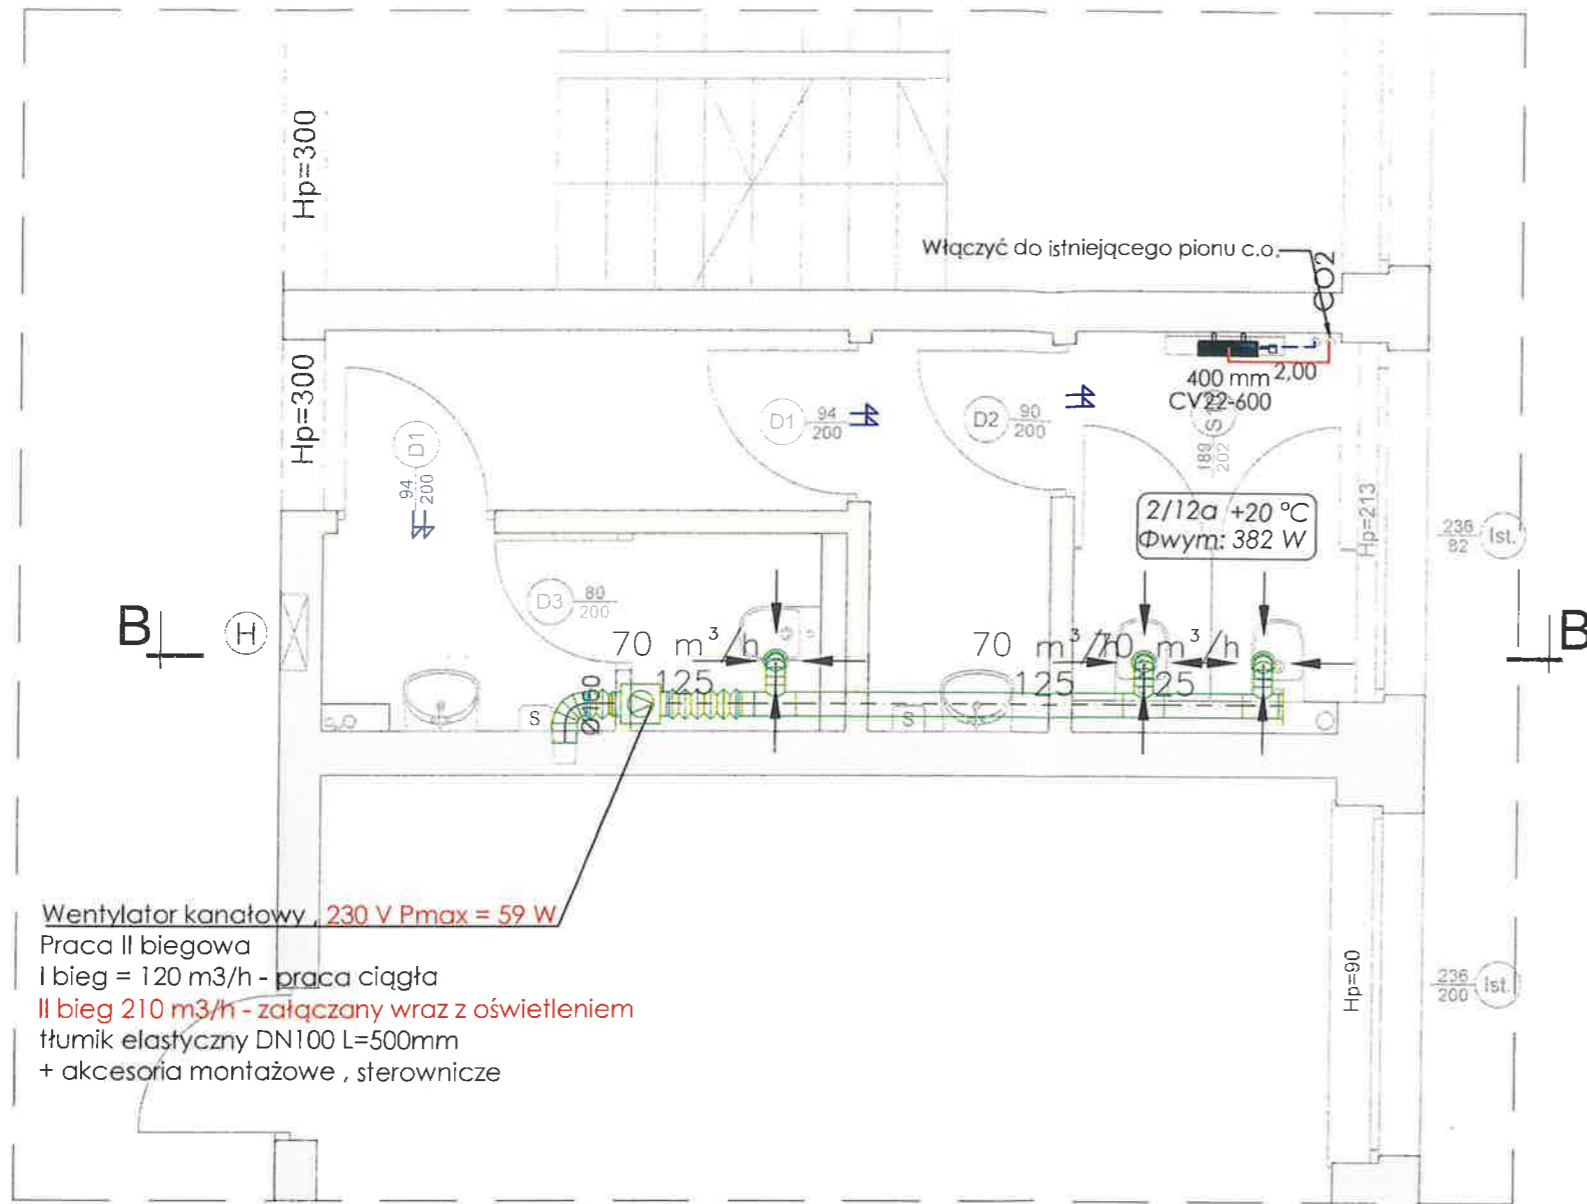 Hp=300
Włączyć do istniejącego pionu c.o.
CO2
Hp=300
400 mm
2,00
CV22-600
D1
94
200
D1
94
200
D2
90
200
189
202
2/12a +20 °C
Φwym: 382 W
Hp=213
236
82
Ist.
D3
80
200
B
H
70 m³/h
70 m³/h
70 m³/h
B
125
125
125
S
S
Wentylator kanałowy , 230 V Pmax = 59 W
Praca II biegowa
I bieg = 120 m3/h - praca ciągła
II bieg 210 m3/h - załączany wraz z oświetleniem
tłumik elastyczny DN100 L=500mm
+ akcesoria montażowe , sterownicze
Hp=90
236
200
Ist.